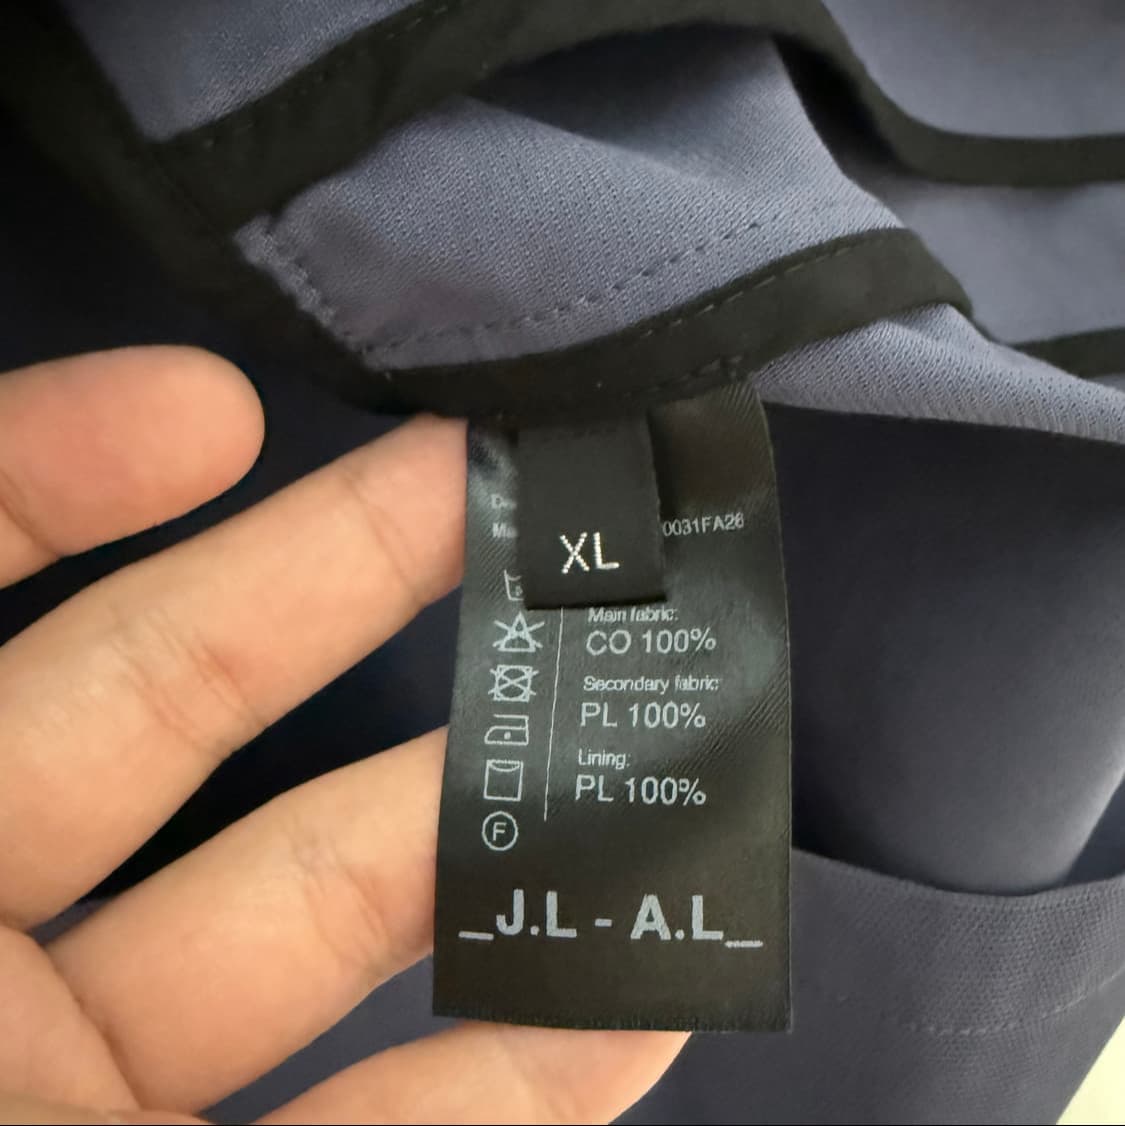 XL
0031FA26
Main fabric:
CO 100%
Secondary fabric:
PL 100%
Lining:
PL 100%
F
_J.L - A.L_